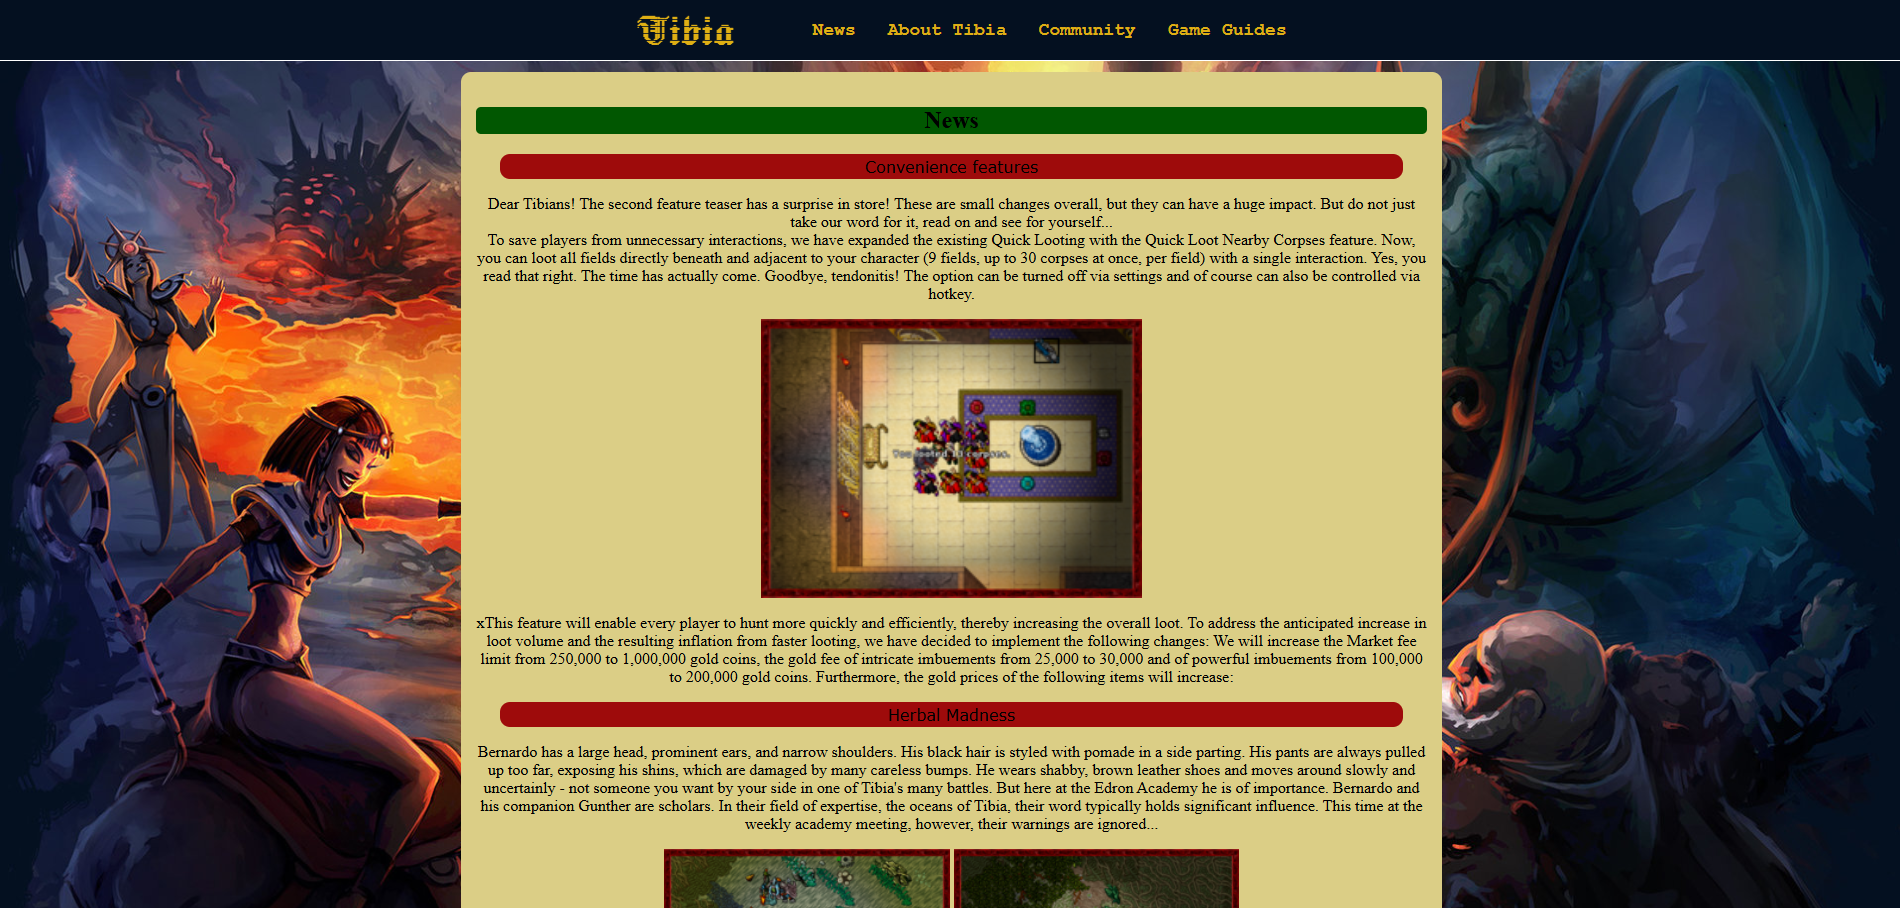 Tibia
News
About Tibia
Community
Game Guides
News
Convenience features
Dear Tibians! The second feature teaser has a surprise in store! These are small changes overall, but they can have a huge impact. But do not just
take our word for it, read on and see for yourself...
To save players from unnecessary interactions, we have expanded the existing Quick Looting with the Quick Loot Nearby Corpses feature. Now,
you can loot all fields directly beneath and adjacent to your character (9 fields, up to 30 corpses at once, per field) with a single interaction. Yes, you
read that right. The time has actually come. Goodbye, tendonitis! The option can be turned off via settings and of course can also be controlled via
hotkey.
You looted corpses.
xThis feature will enable every player to hunt more quickly and efficiently, thereby increasing the overall loot. To address the anticipated increase in
loot volume and the resulting inflation from faster looting, we have decided to implement the following changes: We will increase the Market fee
limit from 250,000 to 1,000,000 gold coins, the gold fee of intricate imbuements from 25,000 to 30,000 and of powerful imbuements from 100,000
to 200,000 gold coins. Furthermore, the gold prices of the following items will increase:
Herbal Madness
Bernardo has a large head, prominent ears, and narrow shoulders. His black hair is styled with pomade in a side parting. His pants are always pulled
up too far, exposing his shins, which are damaged by many careless bumps. He wears shabby, brown leather shoes and moves around slowly and
uncertainly - not someone you want by your side in one of Tibia's many battles. But here at the Edron Academy he is of importance. Bernardo and
his companion Gunther are scholars. In their field of expertise, the oceans of Tibia, their word typically holds significant influence. This time at the
weekly academy meeting, however, their warnings are ignored...